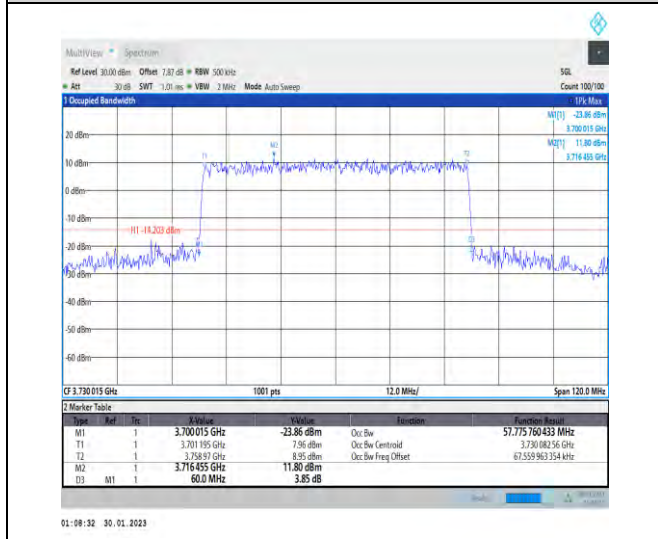 MultiView Spectrum
Ref Level 30.00 dBm Offset 7.87 dB RBW 500 kHz SGL
Att 30 dB SWT 1.01 ms VBW 2 MHz Mode Auto Sweep Count 100/100
1 Occupied Bandwidth 1Pk Max
M1[1] -23.86 dBm
3.700 015 GHz
M2[1] 11.80 dBm
3.716 455 GHz
20 dBm
T1 M2 T2
10 dBm
0 dBm
-10 dBm
H1 -14.203 dBm
-20 dBm
-30 dBm
-40 dBm
-50 dBm
-60 dBm
CF 3.730 015 GHz 1001 pts 12.0 MHz/ Span 120.0 MHz
2 Marker Table
Type Ref Trc X-Value Y-Value Function Function Result
M1 1 3.700 015 GHz -23.86 dBm Occ Bw 57.775 760 433 MHz
T1 1 3.701 195 GHz 7.96 dBm Occ Bw Centroid 3.730 082 56 GHz
T2 1 3.758 97 GHz 8.95 dBm Occ Bw Freq Offset 67.559 963 354 kHz
M2 1 3.716 455 GHz 11.80 dBm
D3 M1 1 60.0 MHz 3.85 dB
01:08:32 30.01.2023